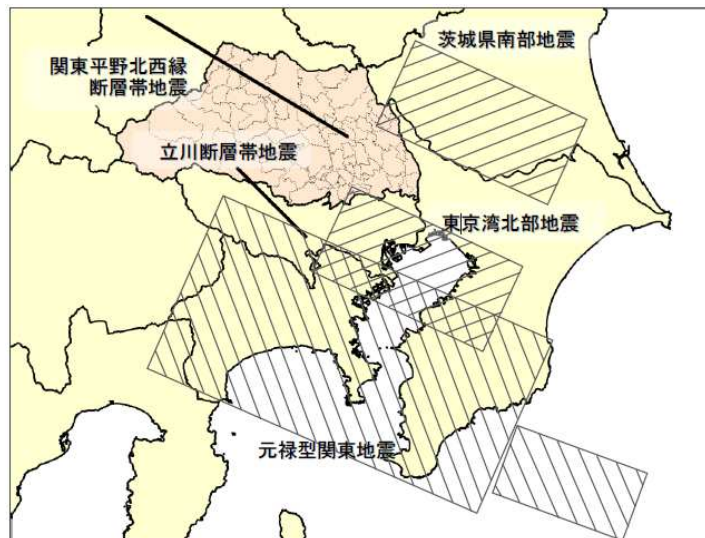 茨城県南部地震
関東平野北西縁
断層帯地震
立川断層帯地震
東京湾北部地震
元禄型関東地震